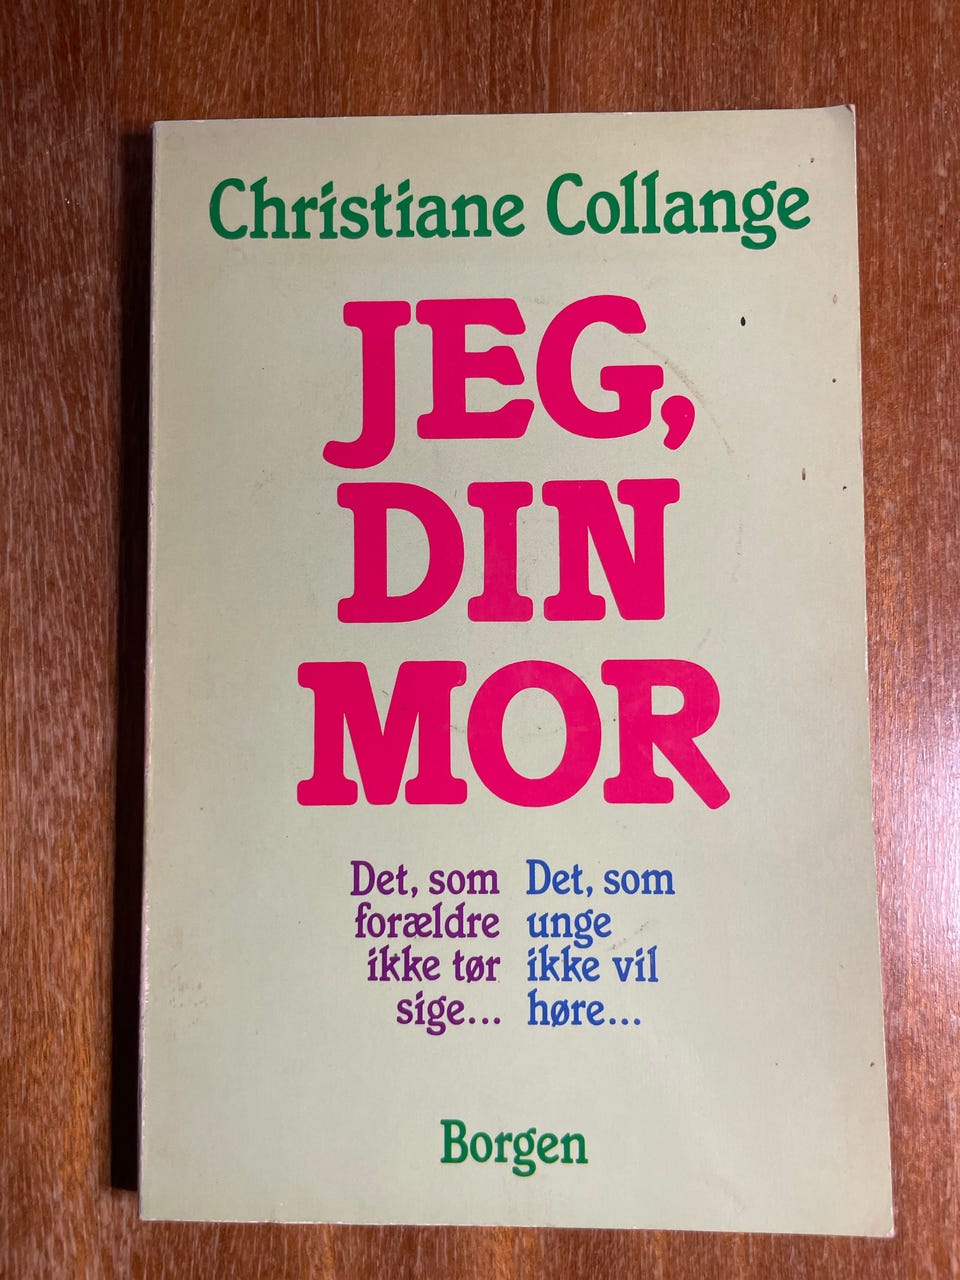 Christiane Collange
JEG,
DIN
MOR
Det, som
forældre
ikke tør
sige...
Det, som
unge
ikke vil
høre...
Borgen